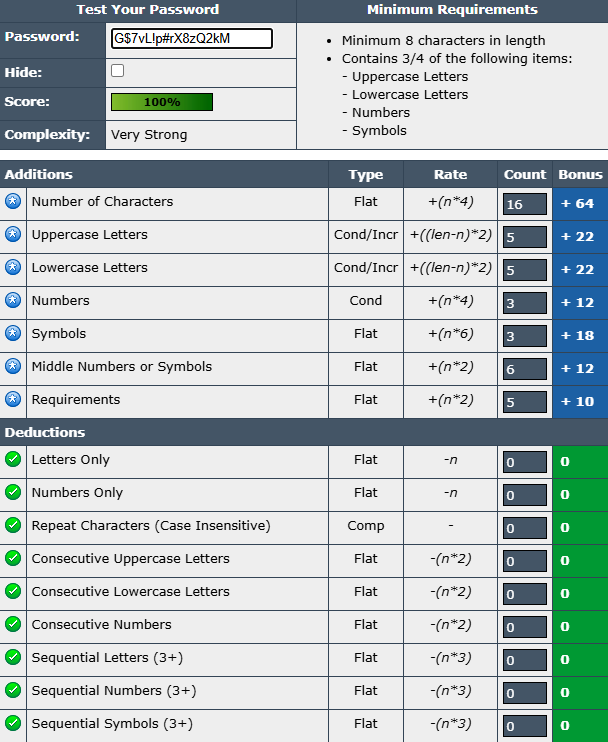 Test Your Password
Minimum Requirements
Password: G$7vL!p#rX8zQ2kM
Hide:
Score: 100%
Complexity: Very Strong
• Minimum 8 characters in length
• Contains 3/4 of the following items:
- Uppercase Letters
- Lowercase Letters
- Numbers
- Symbols
Additions Type Rate Count Bonus
Number of Characters Flat +(n*4) 16 + 64
Uppercase Letters Cond/Incr +((len-n)*2) 5 + 22
Lowercase Letters Cond/Incr +((len-n)*2) 5 + 22
Numbers Cond +(n*4) 3 + 12
Symbols Flat +(n*6) 3 + 18
Middle Numbers or Symbols Flat +(n*2) 6 + 12
Requirements Flat +(n*2) 5 + 10
Deductions
Letters Only Flat -n 0 0
Numbers Only Flat -n 0 0
Repeat Characters (Case Insensitive) Comp - 0 0
Consecutive Uppercase Letters Flat -(n*2) 0 0
Consecutive Lowercase Letters Flat -(n*2) 0 0
Consecutive Numbers Flat -(n*2) 0 0
Sequential Letters (3+) Flat -(n*3) 0 0
Sequential Numbers (3+) Flat -(n*3) 0 0
Sequential Symbols (3+) Flat -(n*3) 0 0